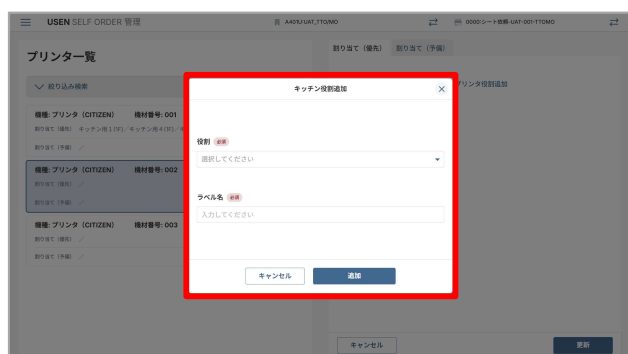 USEN SELF ORDER 管理
A401U UAT_TTO/MO
0000:シート依頼-UAT-001-TTOMO
プリンタ一覧
絞り込み検索
機種: プリンタ (CITIZEN) 機材番号: 001
割り当て (優先) キッチン用1(1F)／キッチン用4(1F)／キ
割り当て (予備) ／
機種: プリンタ (CITIZEN) 機材番号: 002
割り当て (優先) ／
割り当て (予備) ／
機種: プリンタ (CITIZEN) 機材番号: 003
割り当て (優先) ／
割り当て (予備) ／
割り当て (優先) 割り当て (予備)
プリンタ役割追加
キッチン役割追加
役割 必須
選択してください
ラベル名 必須
入力してください
キャンセル 追加
キャンセル 更新